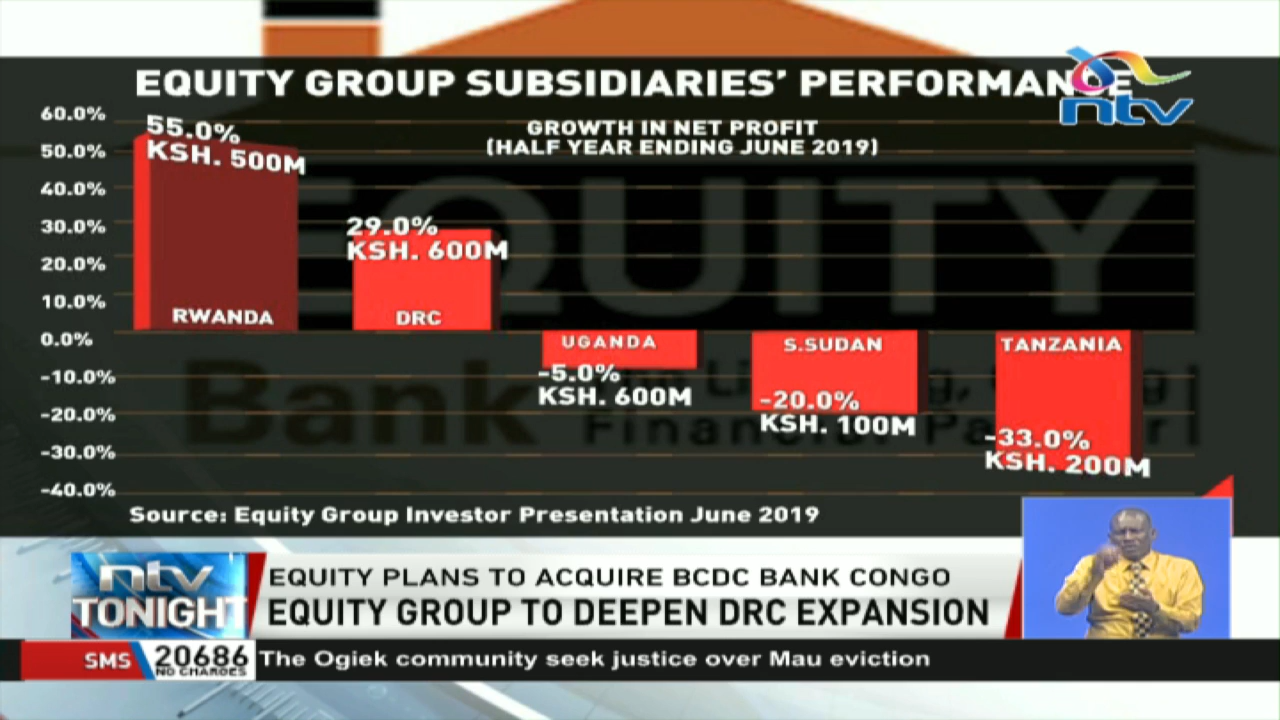 EQUITY GROUP SUBSIDIARIES' PERFORMANCE
ntv
GROWTH IN NET PROFIT
(HALF YEAR ENDING JUNE 2019)
60.0%
50.0%
40.0%
30.0%
20.0%
10.0%
0.0%
-10.0%
-20.0%
-30.0%
-40.0%
55.0%
KSH. 500M
RWANDA
29.0%
KSH. 600M
DRC
UGANDA
-5.0%
KSH. 600M
S.SUDAN
-20.0%
KSH. 100M
TANZANIA
-33.0%
KSH. 200M
EQUITY
Bank
Source: Equity Group Investor Presentation June 2019
ntv
TONIGHT
EQUITY PLANS TO ACQUIRE BCDC BANK CONGO
EQUITY GROUP TO DEEPEN DRC EXPANSION
SMS 20686
NO CHARGES
The Ogiek community seek justice over Mau eviction